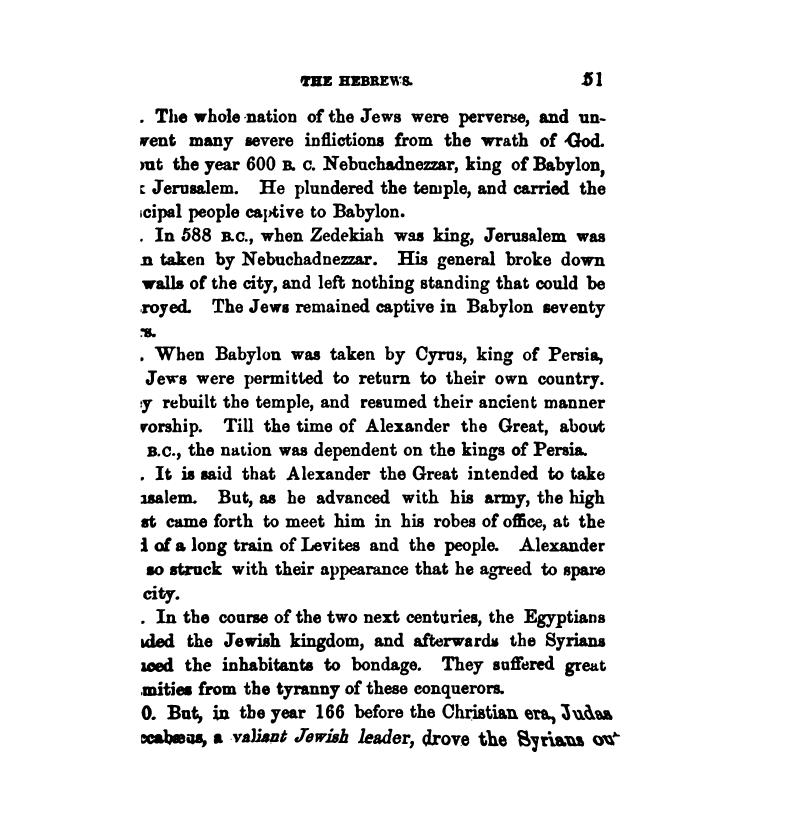 THE HEBREWS. 51
. The whole nation of the Jews were perverse, and un-
went many severe inflictions from the wrath of God.
out the year 600 B. C. Nebuchadnezzar, king of Babylon,
Jerusalem. He plundered the temple, and carried the
icipal people captive to Babylon.
. In 588 B.C., when Zedekiah was king, Jerusalem was
n taken by Nebuchadnezzar. His general broke down
walls of the city, and left nothing standing that could be
royed. The Jews remained captive in Babylon seventy
rs.
. When Babylon was taken by Cyrus, king of Persia,
Jews were permitted to return to their own country.
y rebuilt the temple, and resumed their ancient manner
worship. Till the time of Alexander the Great, about
B.C., the nation was dependent on the kings of Persia.
. It is said that Alexander the Great intended to take
usalem. But, as he advanced with his army, the high
st came forth to meet him in his robes of office, at the
d of a long train of Levites and the people. Alexander
so struck with their appearance that he agreed to spare
city.
. In the course of the two next centuries, the Egyptians
uded the Jewish kingdom, and afterwards the Syrians
uced the inhabitants to bondage. They suffered great
mities from the tyranny of these conquerors.
0. But, in the year 166 before the Christian era, Judas
ccabæus, a valiant Jewish leader, drove the Syrians out